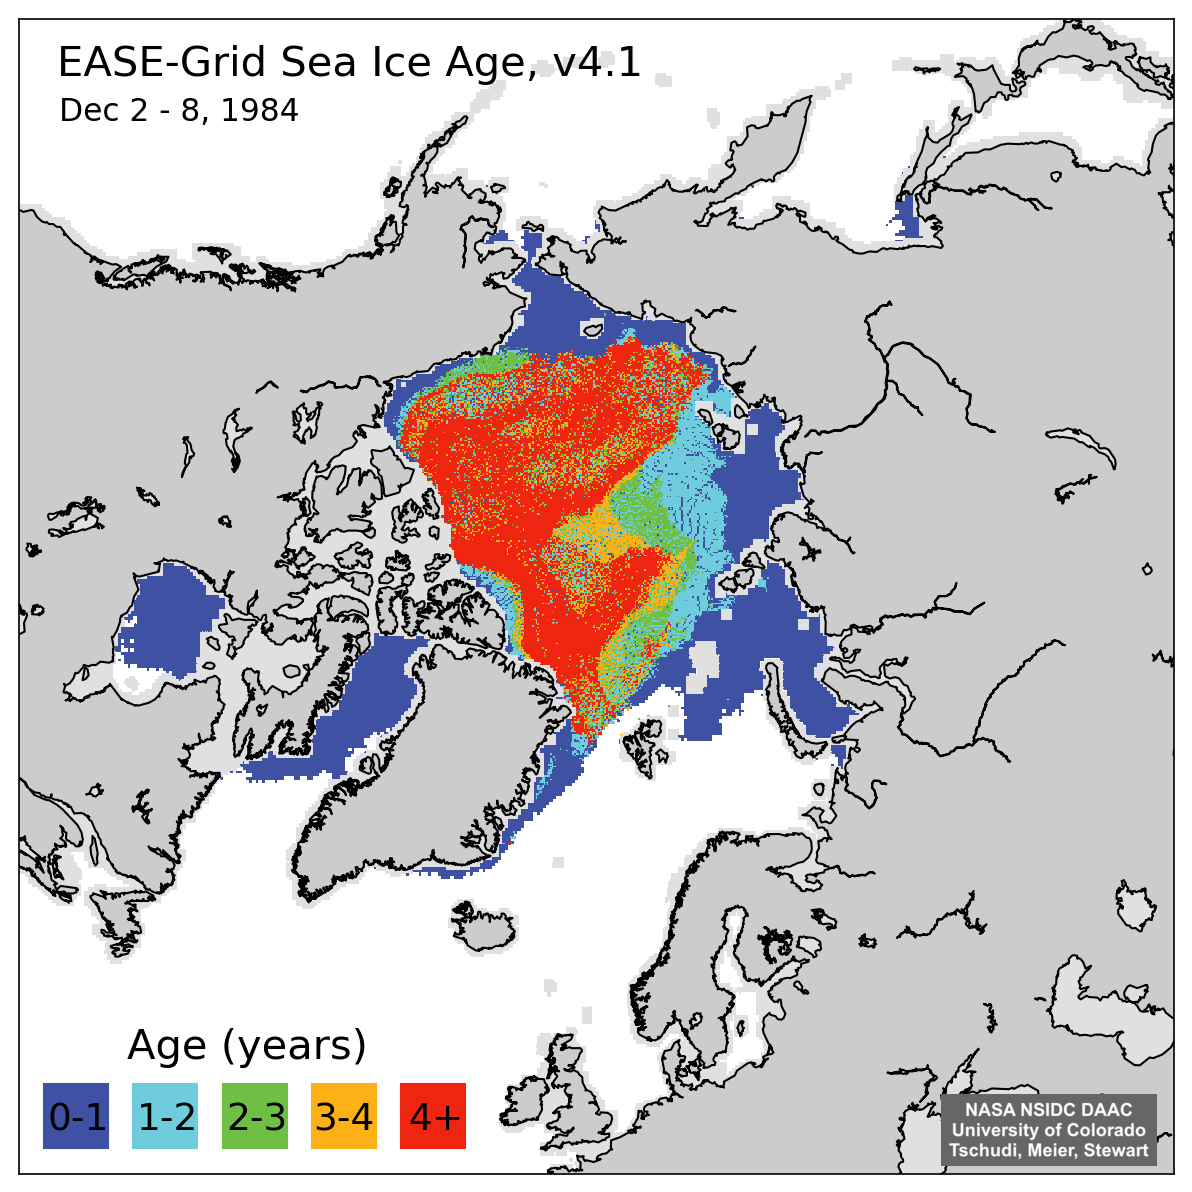 EASE-Grid Sea Ice Age, v4.1
Dec 2 - 8, 1984
Age (years)
0-1 1-2 2-3 3-4 4+
NASA NSIDC DAAC
University of Colorado
Tschudi, Meier, Stewart